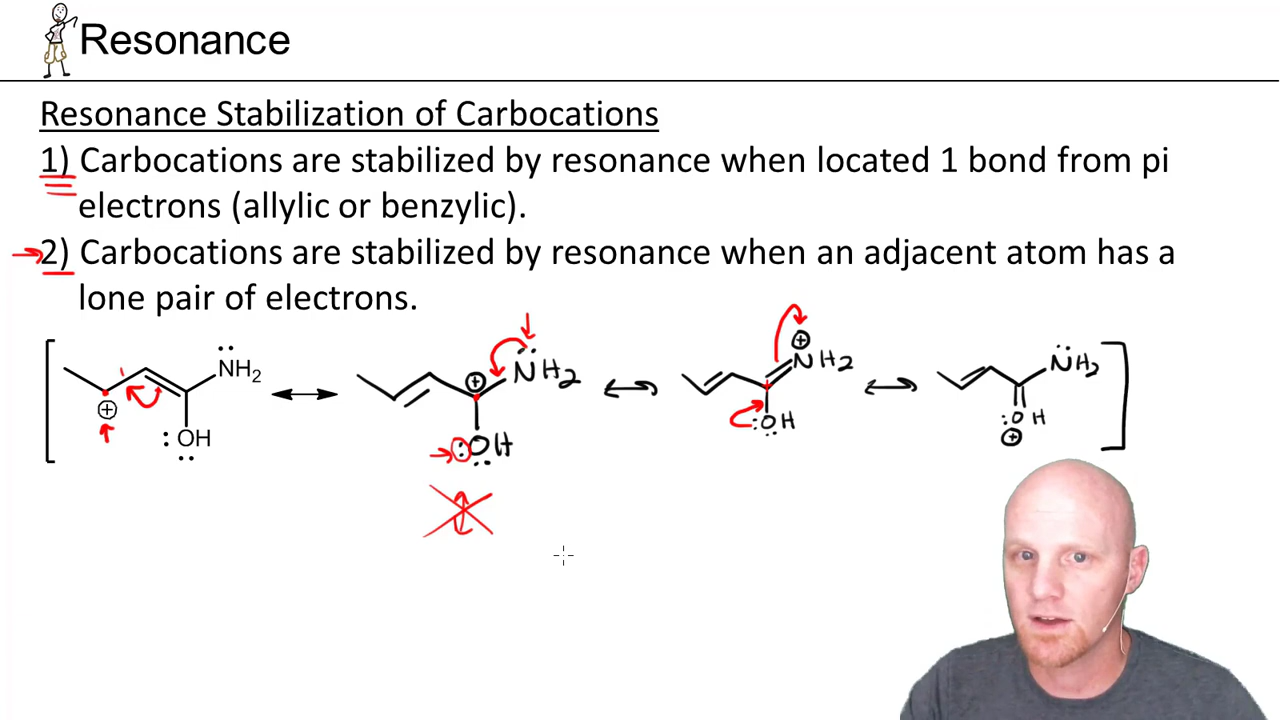 Resonance
Resonance Stabilization of Carbocations
1) Carbocations are stabilized by resonance when located 1 bond from pi
electrons (allylic or benzylic).
2) Carbocations are stabilized by resonance when an adjacent atom has a
lone pair of electrons.
NH2 NH2 NH2 NH2
OH OH OH OH